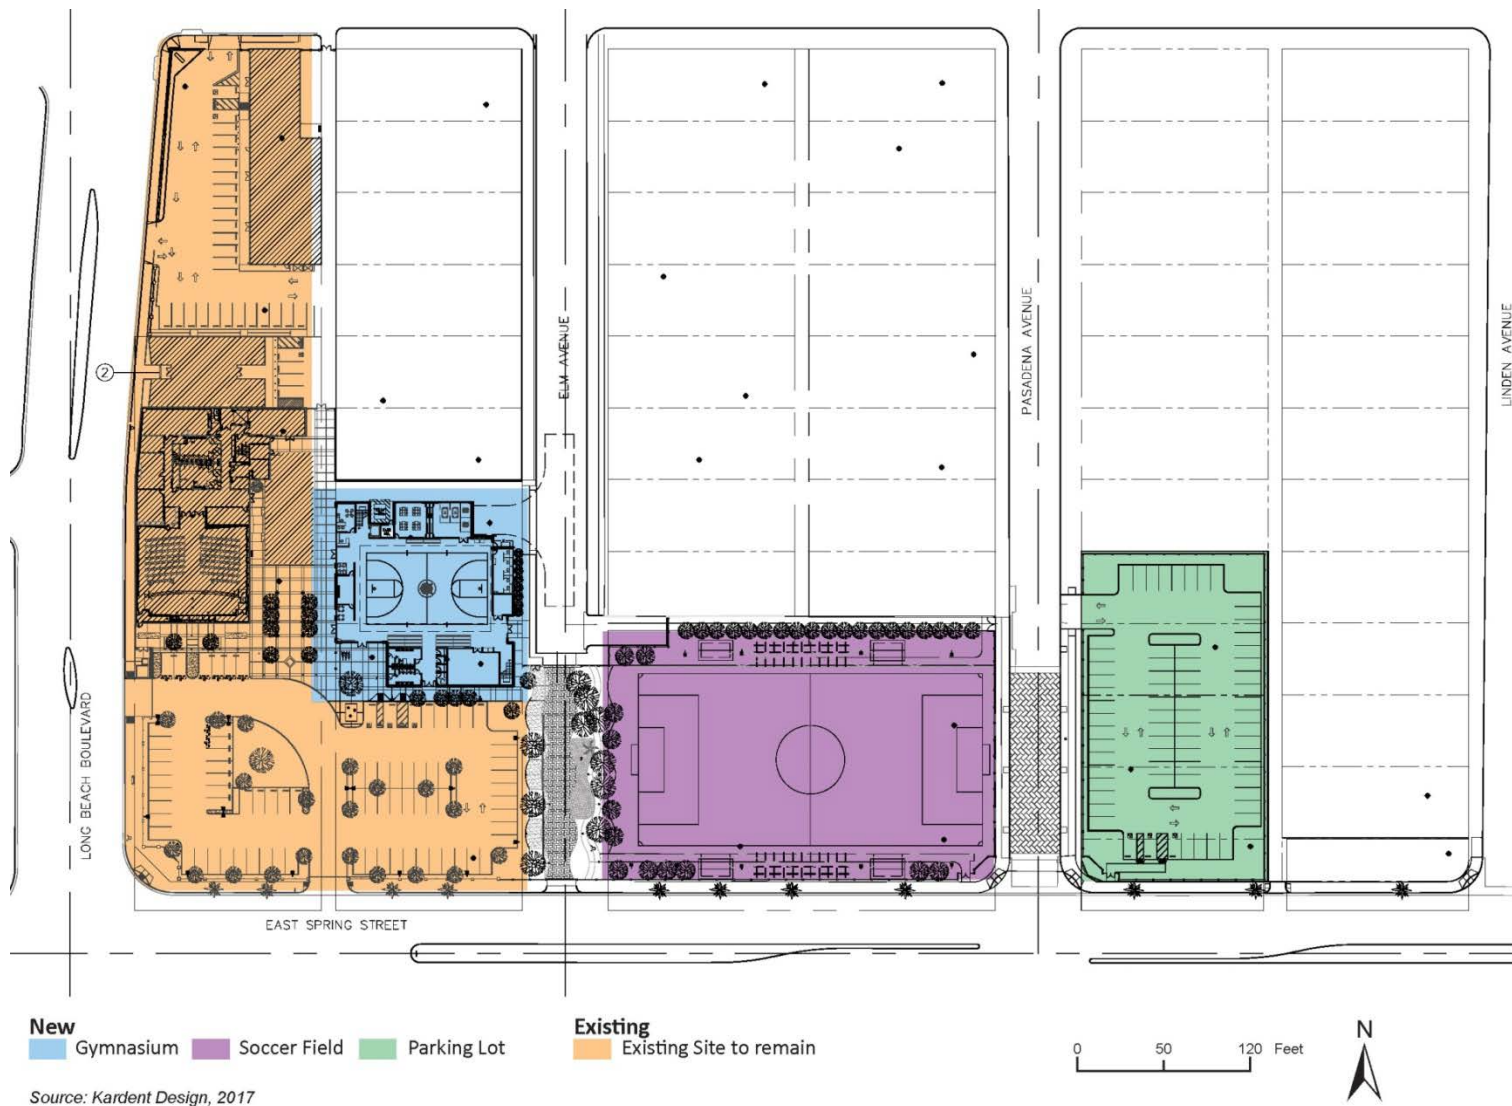 ELM AVENUE
PASADENA AVENUE
LINDEN AVENUE
2
LONG BEACH BOULEVARD
EAST SPRING STREET
New
Gymnasium
Soccer Field
Parking Lot
Existing
Existing Site to remain
0 50 120 Feet
N
Source: Kardent Design, 2017